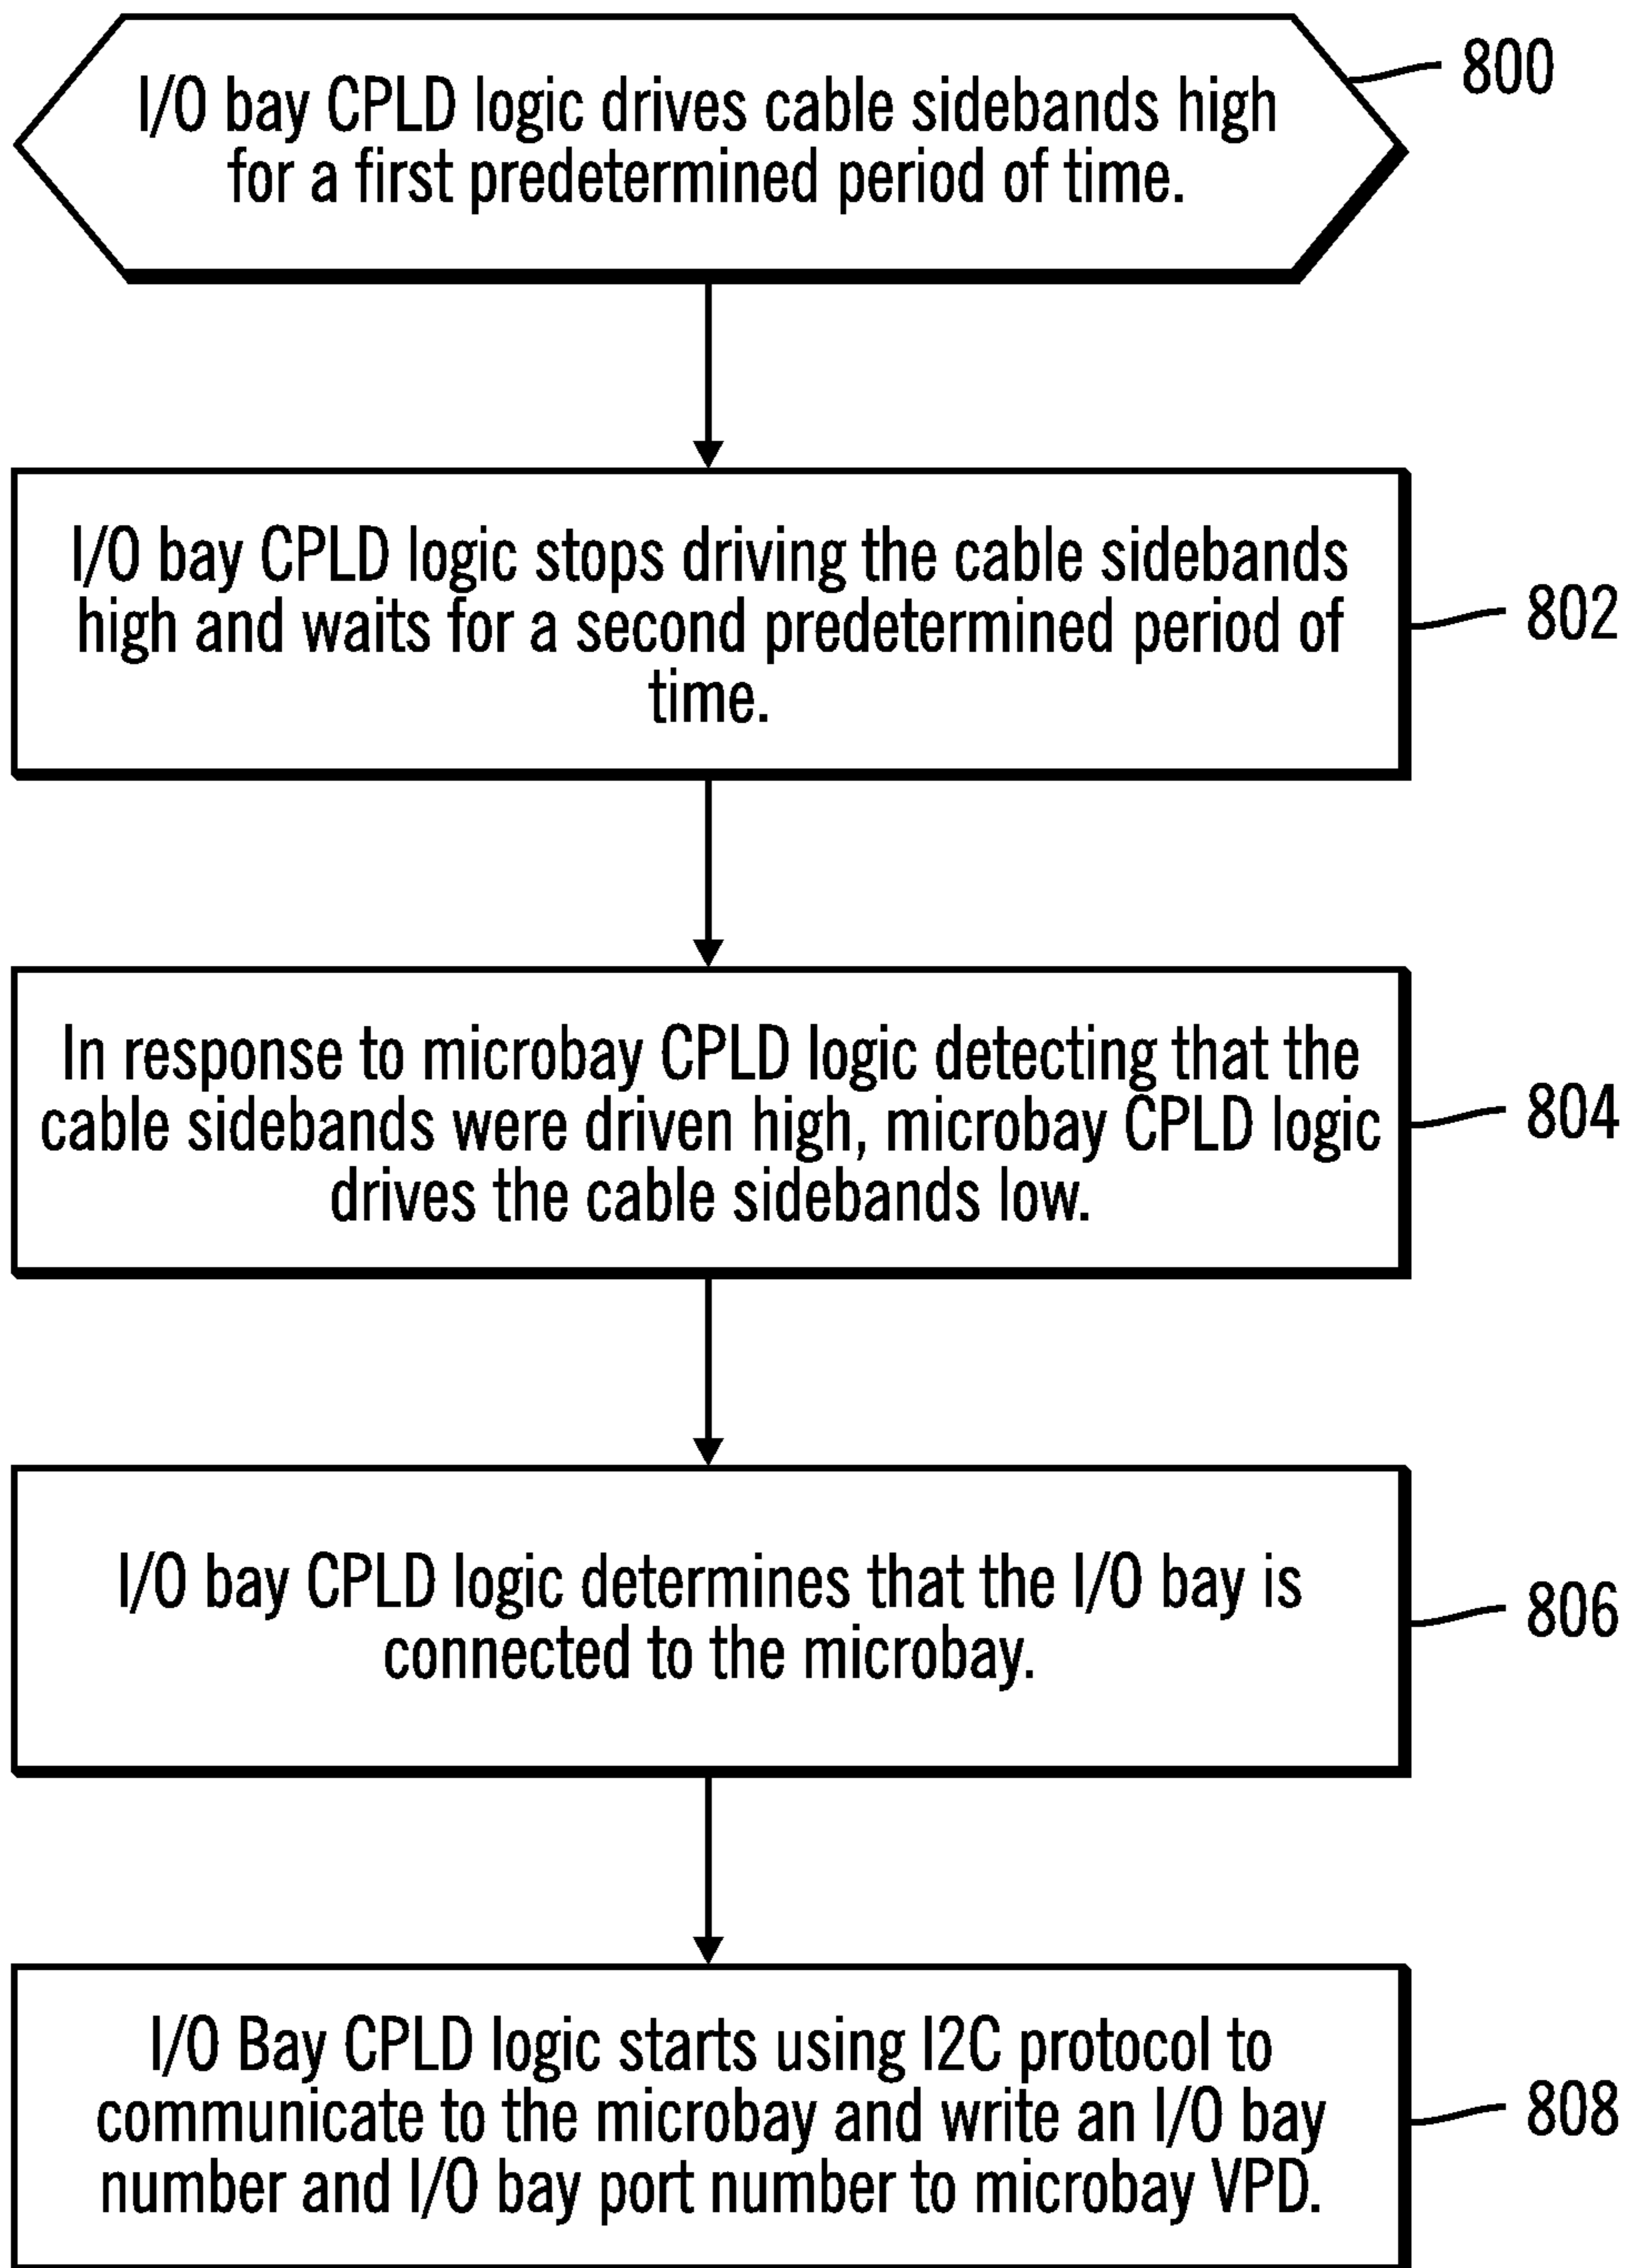 I/O bay CPLD logic drives cable sidebands high
for a first predetermined period of time.
800
I/O bay CPLD logic stops driving the cable sidebands
high and waits for a second predetermined period of
time.
802
In response to microbay CPLD logic detecting that the
cable sidebands were driven high, microbay CPLD logic
drives the cable sidebands low.
804
I/O bay CPLD logic determines that the I/O bay is
connected to the microbay.
806
I/O Bay CPLD logic starts using I2C protocol to
communicate to the microbay and write an I/O bay
number and I/O bay port number to microbay VPD.
808